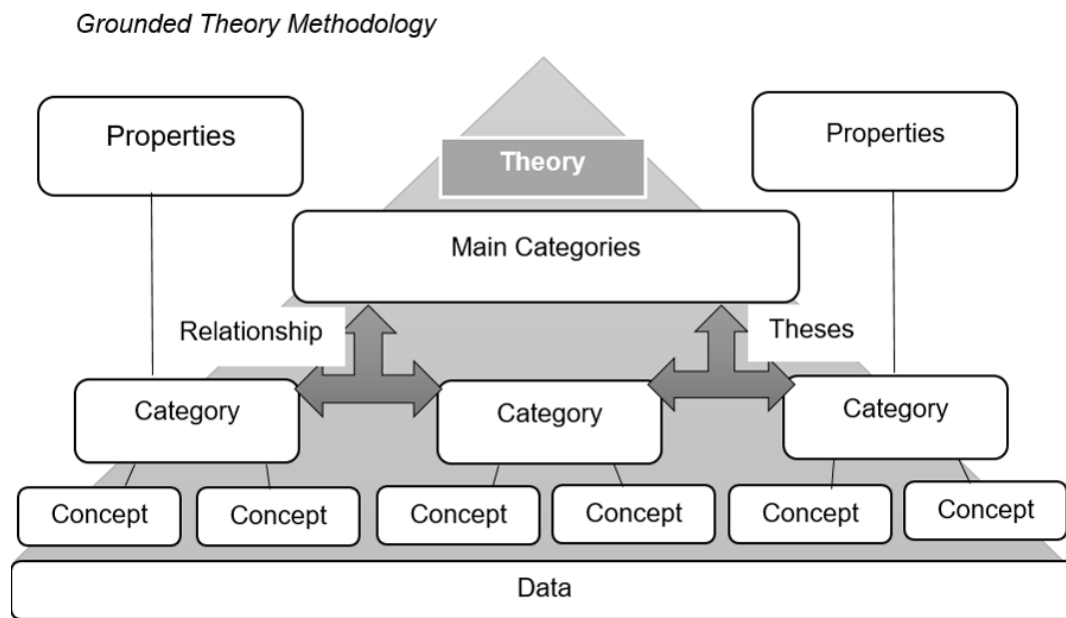 Grounded Theory Methodology
Properties
Properties
Theory
Main Categories
Relationship
Theses
Category
Category
Category
Concept
Concept
Concept
Concept
Concept
Concept
Data